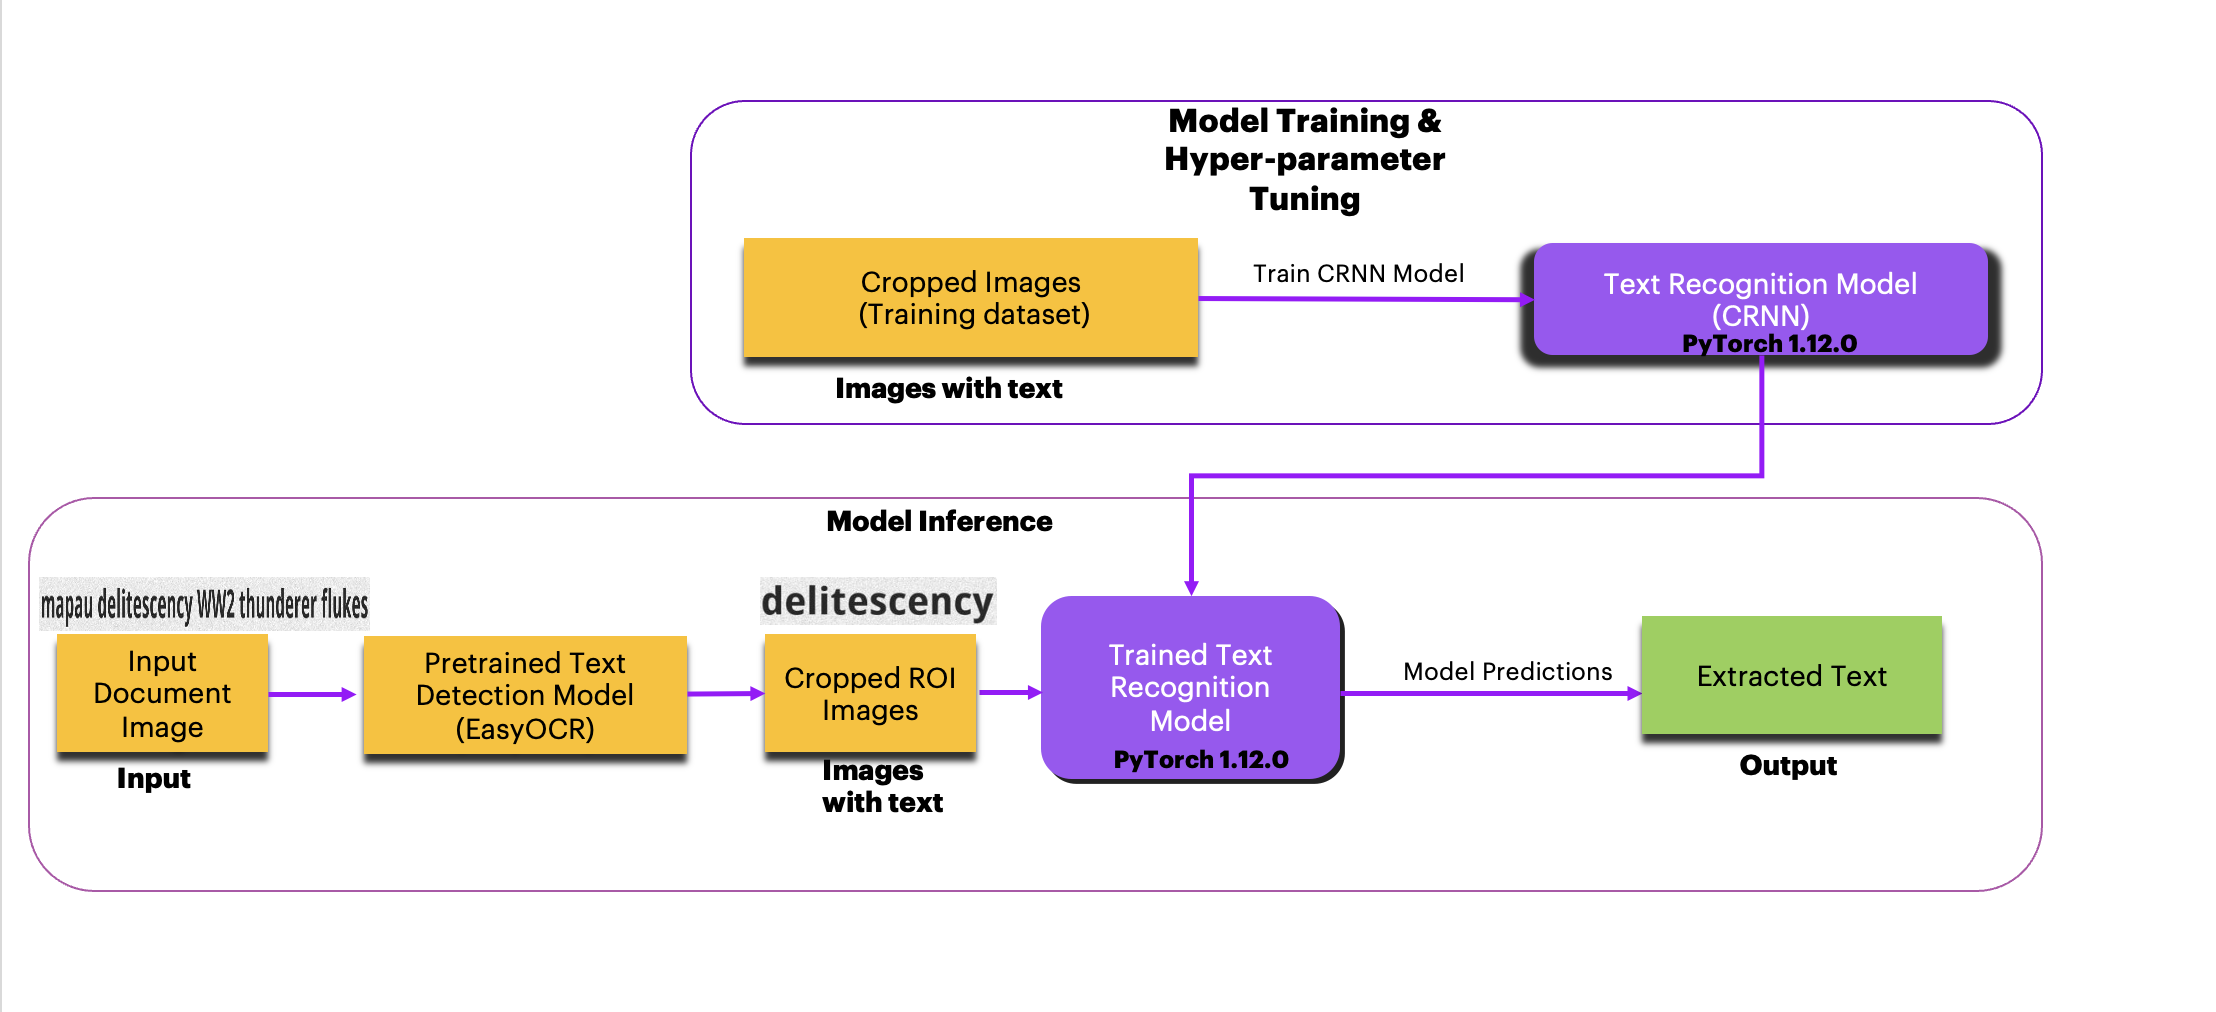 Model Training &
Hyper-parameter
Tuning
Cropped Images
(Training dataset)
Images with text
Train CRNN Model
Text Recognition Model
(CRNN)
PyTorch 1.12.0
Model Inference
mapau delitescency WW2 thunderer flukes
Input
Document
Image
Input
Pretrained Text
Detection Model
(EasyOCR)
delitescency
Cropped ROI
Images
Images
with text
Trained Text
Recognition
Model
PyTorch 1.12.0
Model Predictions
Extracted Text
Output